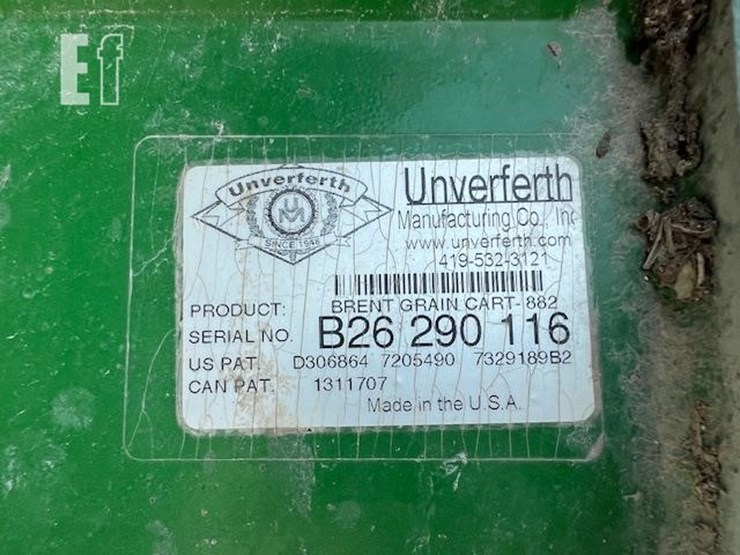 Ef
Unverferth
UM
SINCE 1948
Unverferth
Manufacturing Co., Inc
www.unverferth.com
419-532-3121
PRODUCT: BRENT GRAIN CART- 882
SERIAL NO. B26 290 116
US PAT. D306864 7205490 7329189B2
CAN PAT. 1311707
Made in the U.S.A.